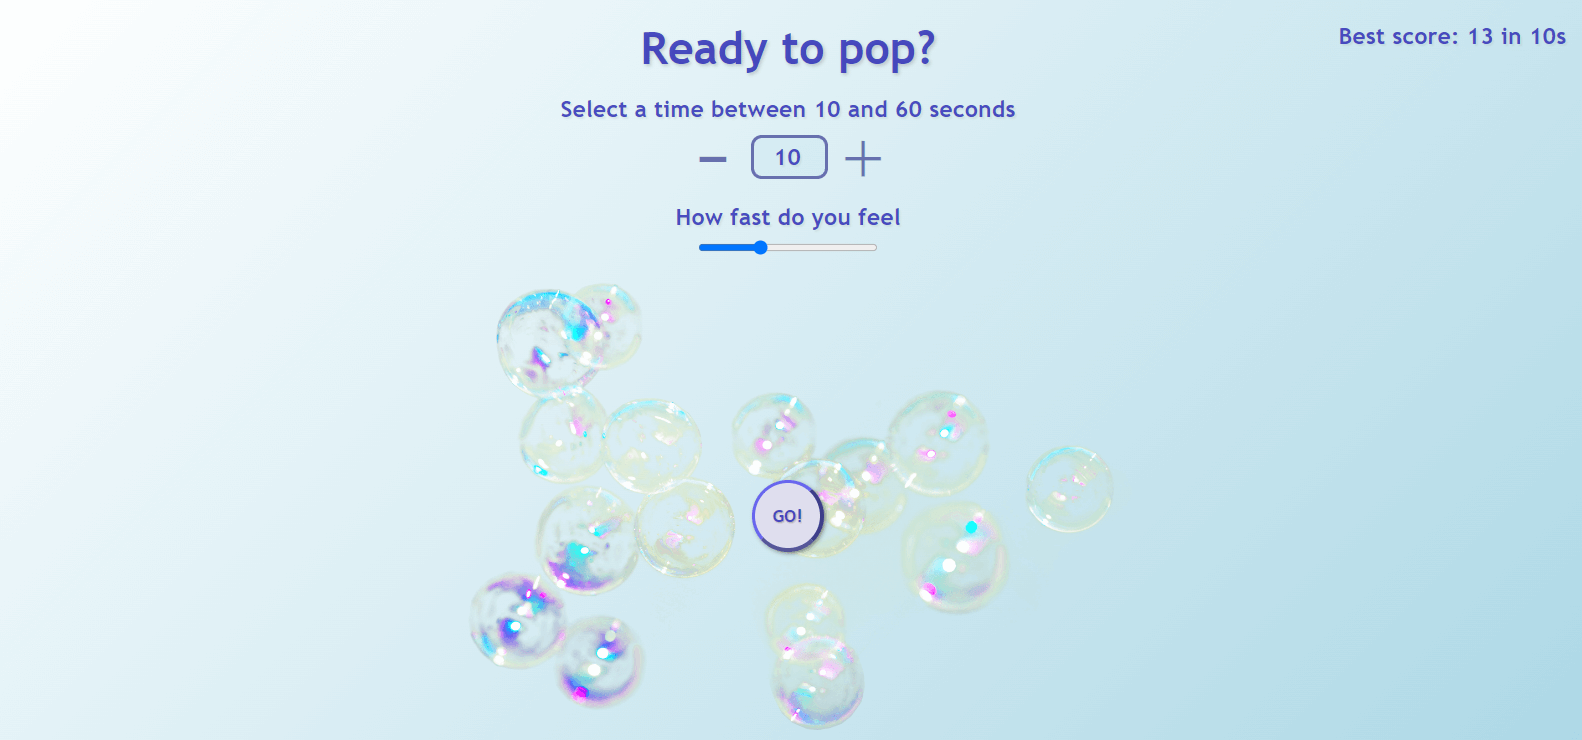 Ready to pop?
Best score: 13 in 10s
Select a time between 10 and 60 seconds
− 10 +
How fast do you feel
GO!